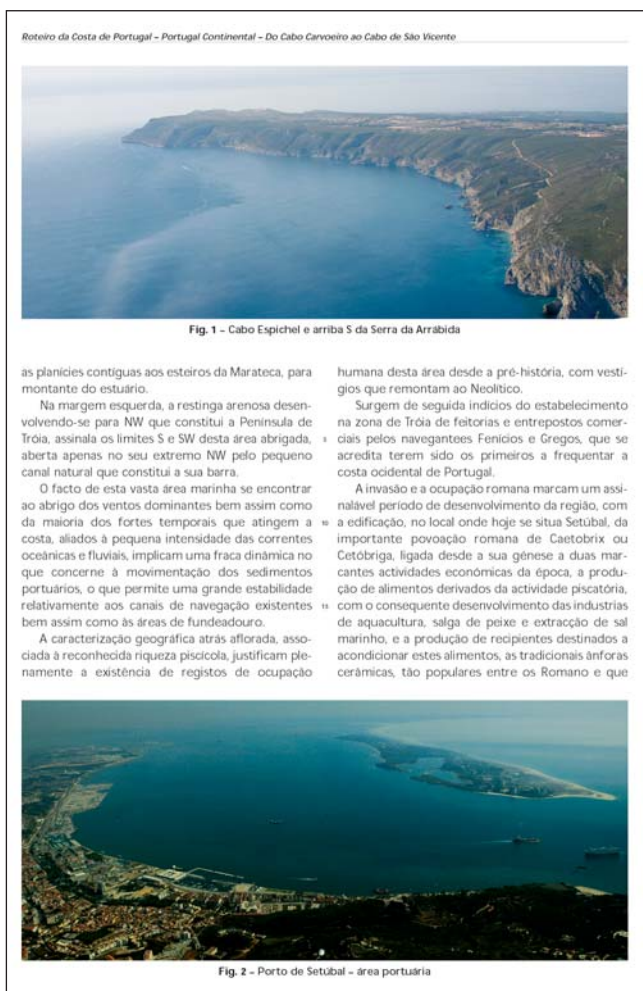 Roteiro da Costa de Portugal – Portugal Continental – Do Cabo Carvoeiro ao Cabo de São Vicente
Fig. 1 – Cabo Espichel e arriba S da Serra da Arrábida
as planícies contíguas aos esteiros da Marateca, para
montante do estuário.
Na margem esquerda, a restinga arenosa desen-
volvendo-se para NW que constitui a Península de
Tróia, assinala os limites S e SW desta área abrigada,
aberta apenas no seu extremo NW pelo pequeno
canal natural que constitui a sua barra.
O facto de esta vasta área marinha se encontrar
ao abrigo dos ventos dominantes bem assim como
da maioria dos fortes temporais que atingem a
costa, aliados à pequena intensidade das correntes
oceânicas e fluviais, implicam uma fraca dinâmica no
que concerne à movimentação dos sedimentos
portuários, o que permite uma grande estabilidade
relativamente aos canais de navegação existentes
bem assim como às áreas de fundeadouro.
A caracterização geográfica atrás aflorada, asso-
ciada à reconhecida riqueza piscícola, justificam ple-
namente a existência de registos de ocupação
5
10
15
humana desta área desde a pré-história, com vestí-
gios que remontam ao Neolítico.
Surgem de seguida indícios do estabelecimento
na zona de Tróia de feitorias e entrepostos comer-
ciais pelos navegantees Fenícios e Gregos, que se
acredita terem sido os primeiros a frequentar a
costa ocidental de Portugal.
A invasão e a ocupação romana marcam um assi-
nalável período de desenvolvimento da região, com
a edificação, no local onde hoje se situa Setúbal, da
importante povoação romana de Caetobrix ou
Cetóbriga, ligada desde a sua génese a duas mar-
cantes actividades económicas da época, a produ-
ção de alimentos derivados da actividade piscatória,
com o consequente desenvolvimento das industrias
de aquacultura, salga de peixe e extracção de sal
marinho, e a produção de recipientes destinados a
acondicionar estes alimentos, as tradicionais ânforas
cerâmicas, tão populares entre os Romano e que
Fig. 2 – Porto de Setúbal – área portuária